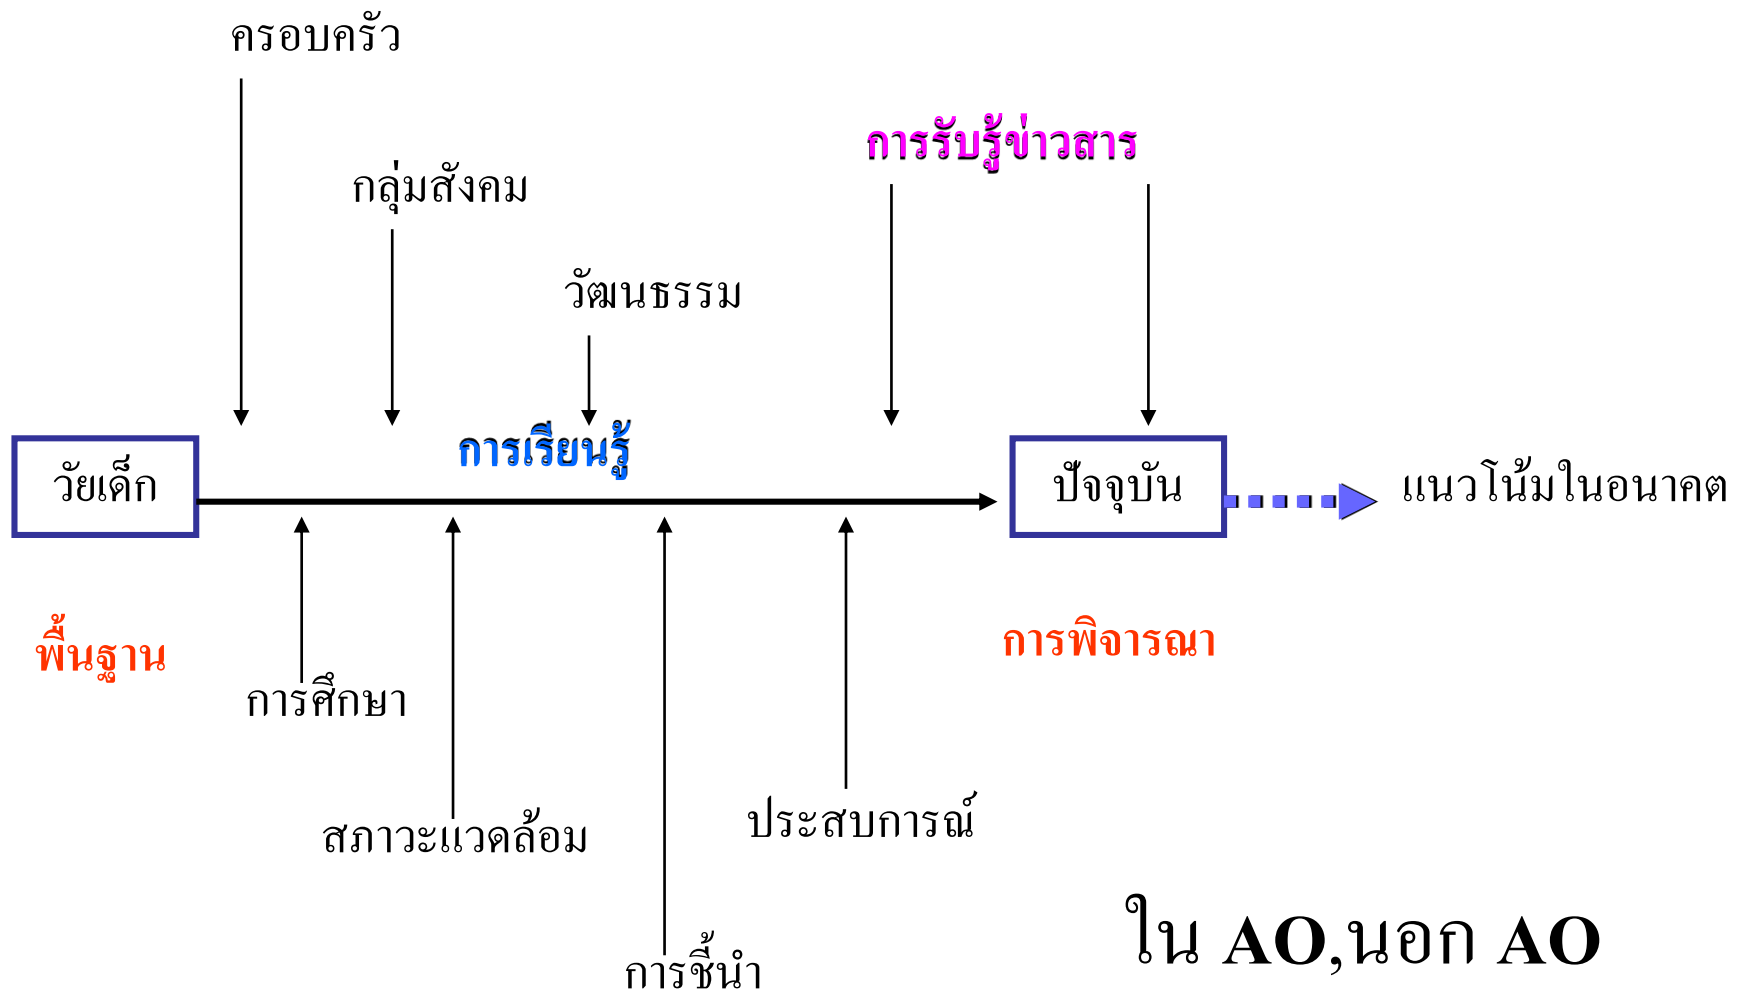 ครอบครัว
การรับรู้ข่าวสาร
กลุ่มสังคม
วัฒนธรรม
การเรียนรู้
วัยเด็ก
ปัจจุบัน
แนวโน้มในอนาคต
พื้นฐาน
การพิจารณา
การศึกษา
สภาวะแวดล้อม
ประสบการณ์
การชี้นำ
ใน AO,นอก AO